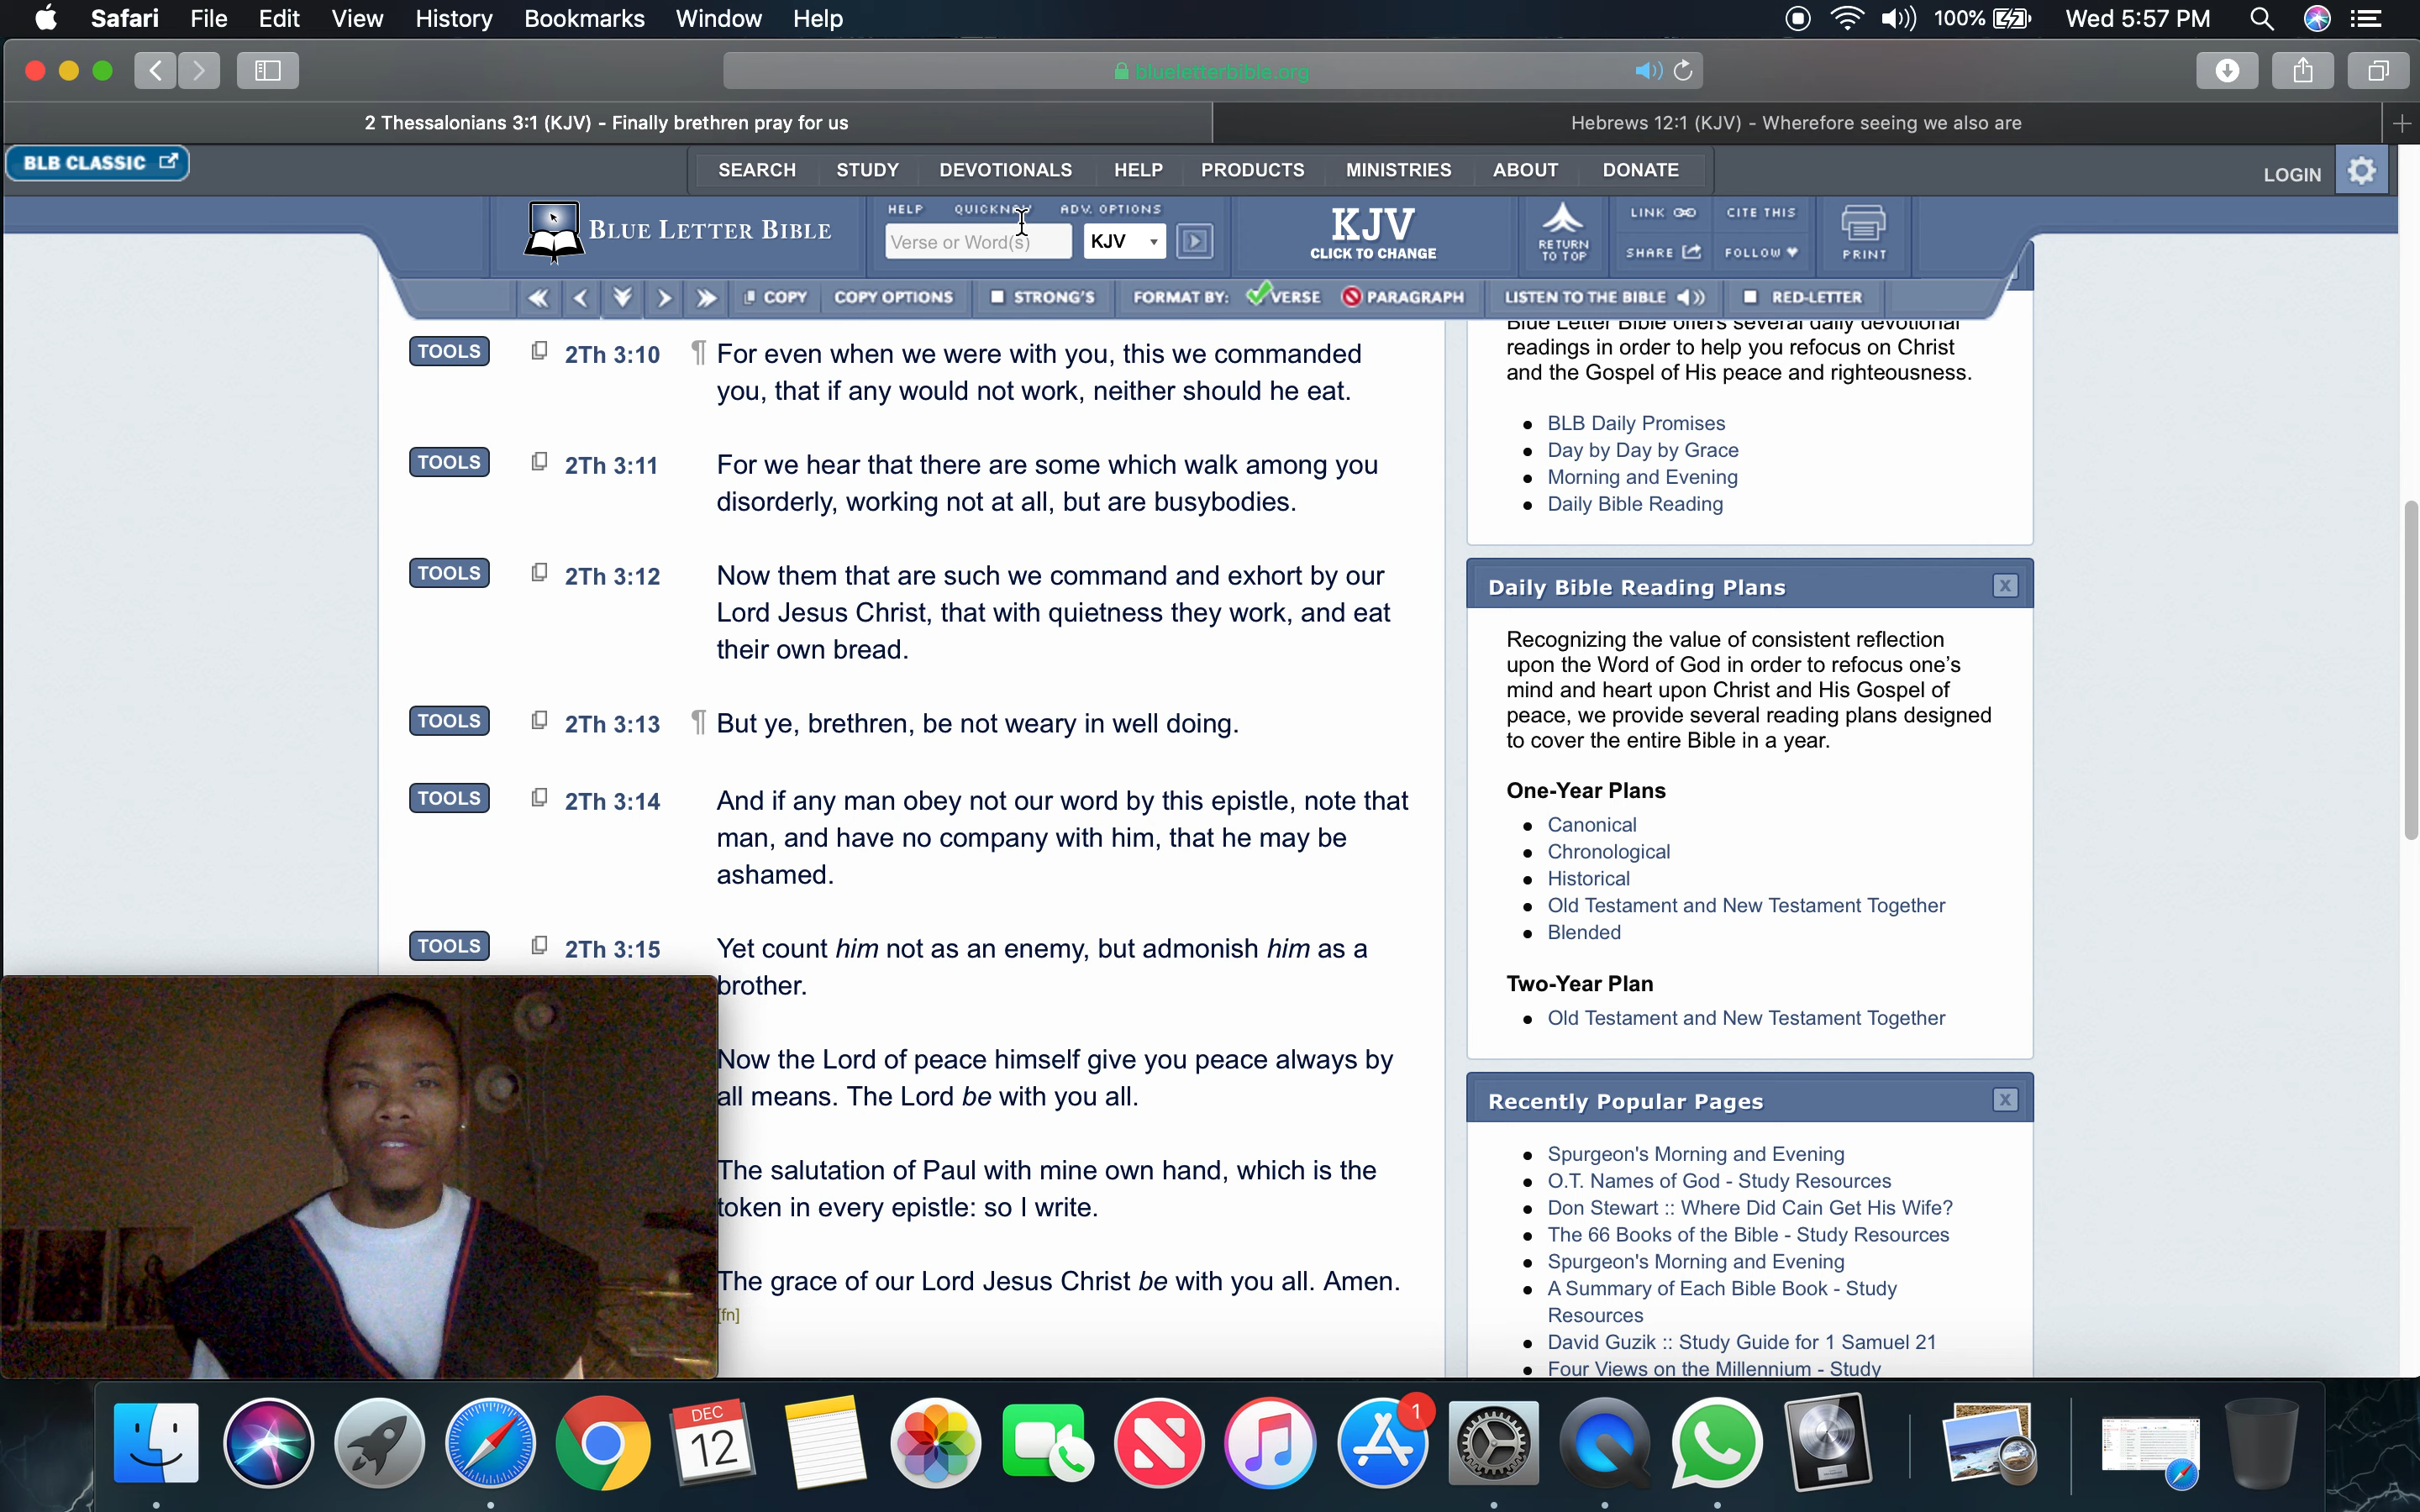 Safari File Edit View History Bookmarks Window Help 100% Wed 5:57 PM
blueletterbible.org
2 Thessalonians 3:1 (KJV) - Finally brethren pray for us
Hebrews 12:1 (KJV) - Wherefore seeing we also are
BLB CLASSIC
SEARCH STUDY DEVOTIONALS HELP PRODUCTS MINISTRIES ABOUT DONATE
LOGIN
BLUE LETTER BIBLE
HELP QUICKNAV ADV. OPTIONS
Verse or Word(s) KJV
KJV
CLICK TO CHANGE
RETURN
TO TOP
LINK CITE THIS
SHARE FOLLOW
PRINT
COPY COPY OPTIONS STRONG'S FORMAT BY: VERSE PARAGRAPH LISTEN TO THE BIBLE RED-LETTER
TOOLS 2Th 3:10 ¶ For even when we were with you, this we commanded
you, that if any would not work, neither should he eat.
TOOLS 2Th 3:11 For we hear that there are some which walk among you
disorderly, working not at all, but are busybodies.
TOOLS 2Th 3:12 Now them that are such we command and exhort by our
Lord Jesus Christ, that with quietness they work, and eat
their own bread.
TOOLS 2Th 3:13 ¶ But ye, brethren, be not weary in well doing.
TOOLS 2Th 3:14 And if any man obey not our word by this epistle, note that
man, and have no company with him, that he may be
ashamed.
TOOLS 2Th 3:15 Yet count him not as an enemy, but admonish him as a
brother.
Now the Lord of peace himself give you peace always by
all means. The Lord be with you all.
The salutation of Paul with mine own hand, which is the
token in every epistle: so I write.
The grace of our Lord Jesus Christ be with you all. Amen.
[fn]
Blue Letter Bible offers several daily devotional
readings in order to help you refocus on Christ
and the Gospel of His peace and righteousness.
BLB Daily Promises
Day by Day by Grace
Morning and Evening
Daily Bible Reading
Daily Bible Reading Plans X
Recognizing the value of consistent reflection
upon the Word of God in order to refocus one's
mind and heart upon Christ and His Gospel of
peace, we provide several reading plans designed
to cover the entire Bible in a year.
One-Year Plans
Canonical
Chronological
Historical
Old Testament and New Testament Together
Blended
Two-Year Plan
Old Testament and New Testament Together
Recently Popular Pages X
Spurgeon's Morning and Evening
O.T. Names of God - Study Resources
Don Stewart :: Where Did Cain Get His Wife?
The 66 Books of the Bible - Study Resources
Spurgeon's Morning and Evening
A Summary of Each Bible Book - Study
Resources
David Guzik :: Study Guide for 1 Samuel 21
Four Views on the Millennium - Study
DEC
12
1